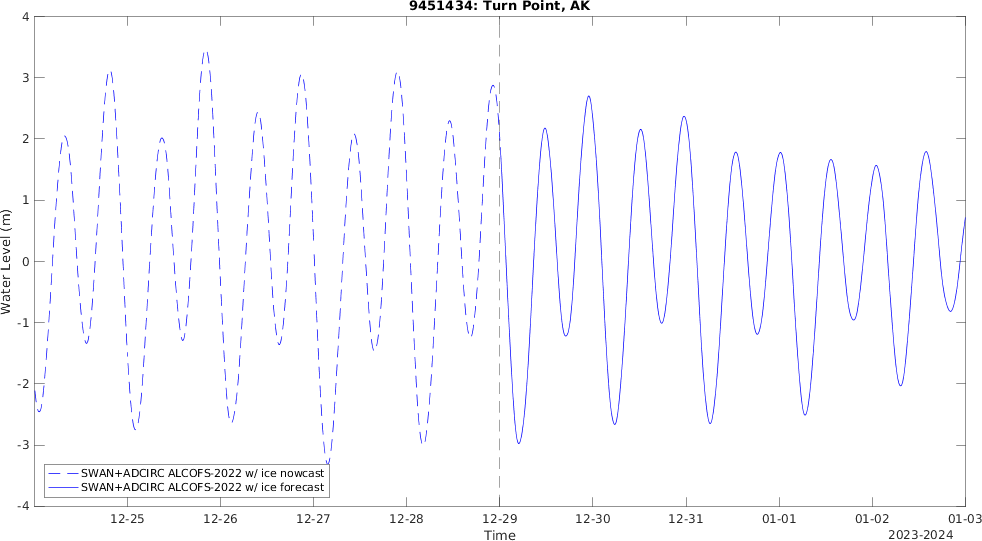 9451434: Turn Point, AK
4
3
2
1
0
-1
-2
-3
-4
Water Level (m)
SWAN+ADCIRC ALCOFS-2022 w/ ice nowcast
SWAN+ADCIRC ALCOFS-2022 w/ ice forecast
12-25 12-26 12-27 12-28 12-29 12-30 12-31 01-01 01-02 01-03
Time
2023-2024